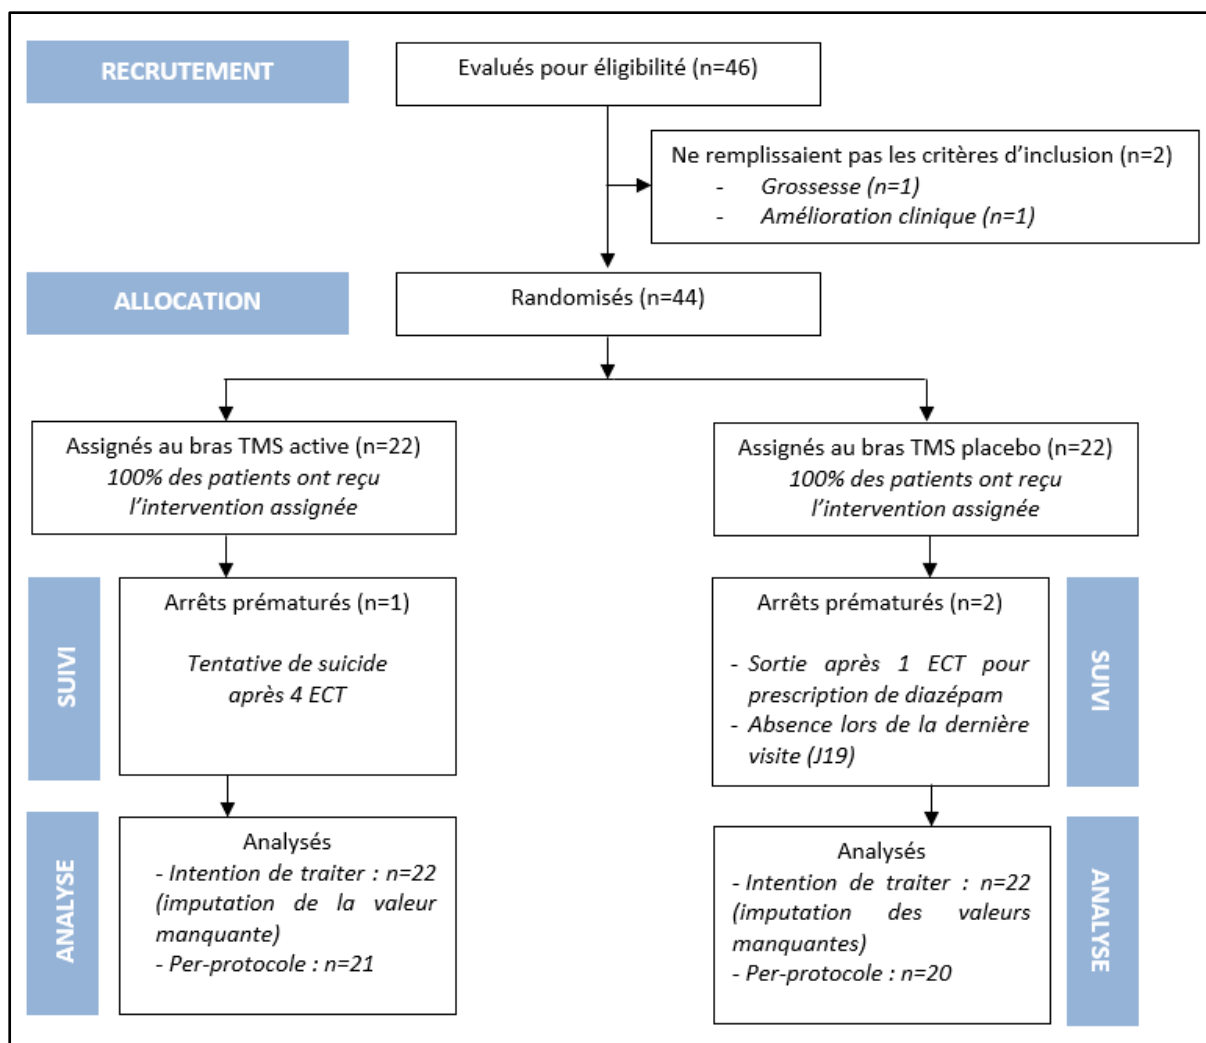 RECRUTEMENT
Evalués pour éligibilité (n=46)
Ne remplissaient pas les critères d’inclusion (n=2)
- Grossesse (n=1)
- Amélioration clinique (n=1)
ALLOCATION
Randomisés (n=44)
Assignés au bras TMS active (n=22)
100% des patients ont reçu
l’intervention assignée
Assignés au bras TMS placebo (n=22)
100% des patients ont reçu
l’intervention assignée
SUIVI
Arrêts prématurés (n=1)
Tentative de suicide
après 4 ECT
Arrêts prématurés (n=2)
- Sortie après 1 ECT pour
prescription de diazépam
- Absence lors de la dernière
visite (J19)
SUIVI
ANALYSE
Analysés
- Intention de traiter : n=22
(imputation de la valeur
manquante)
- Per-protocole : n=21
Analysés
- Intention de traiter : n=22
(imputation des valeurs
manquantes)
- Per-protocole : n=20
ANALYSE